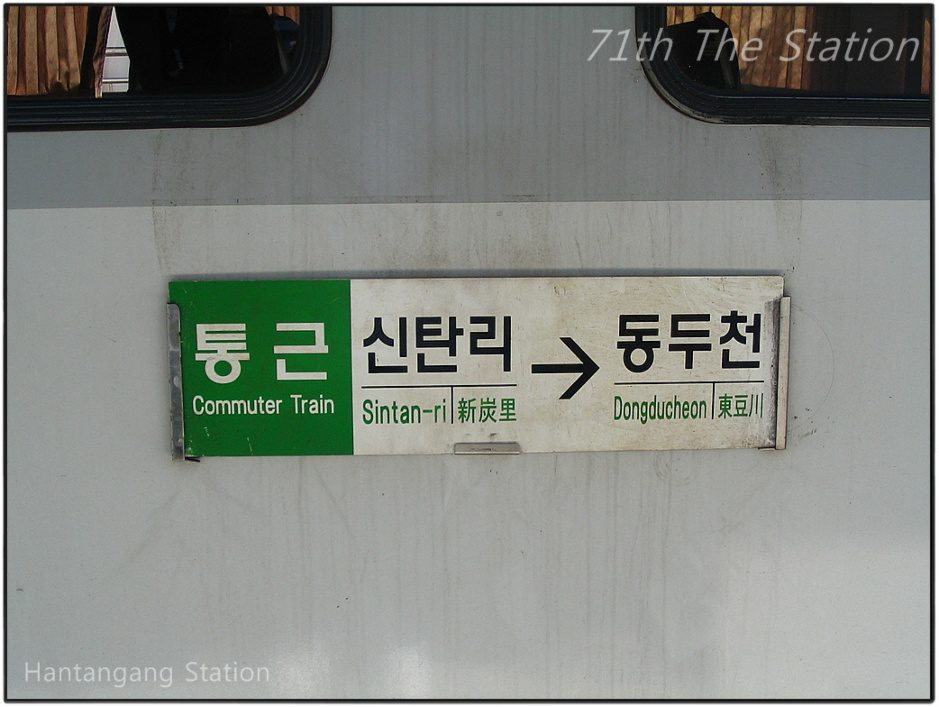 71th The Station
통근
Commuter Train
신탄리 → 동두천
Sintan-ri 新炭里 Dongducheon 東豆川
Hantangang Station